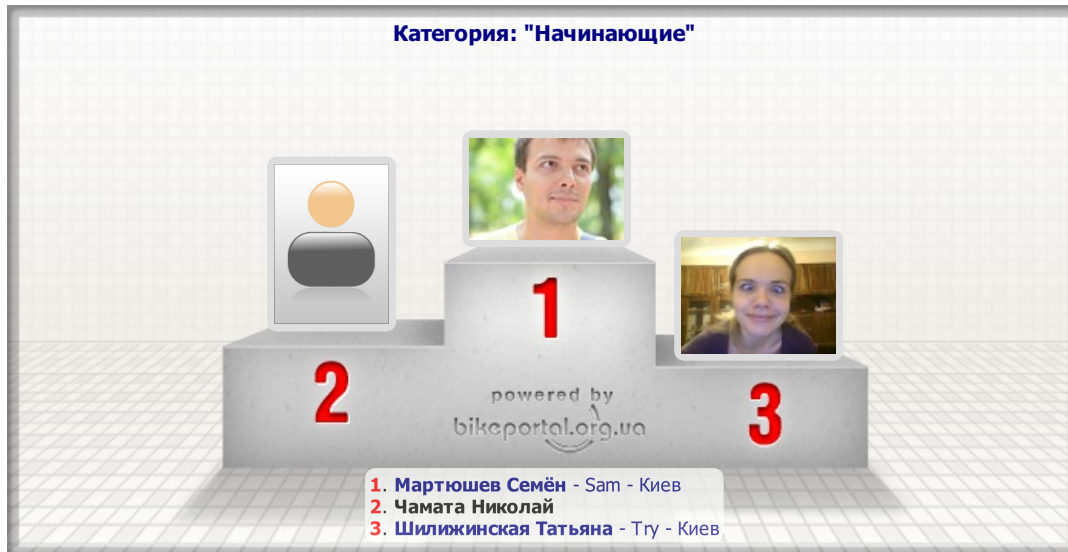 Категория: "Начинающие"
1
2
3
powered by
bikeportal.org.ua
1. Мартюшев Семён - Sam - Киев
2. Чамата Николай
3. Шилижинская Татьяна - Try - Киев